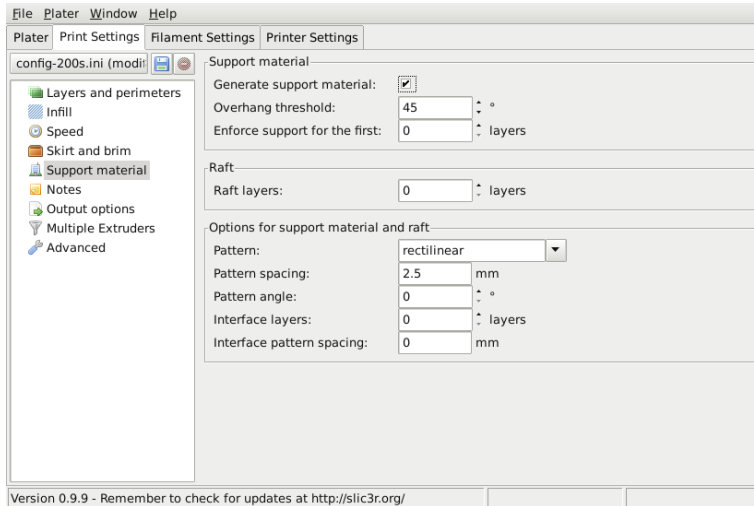 File Plater Window Help
Plater Print Settings Filament Settings Printer Settings
config-200s.ini (modif
Layers and perimeters
Infill
Speed
Skirt and brim
Support material
Notes
Output options
Multiple Extruders
Advanced
Support material
Generate support material:
Overhang threshold: 45 °
Enforce support for the first: 0 layers
Raft
Raft layers: 0 layers
Options for support material and raft
Pattern: rectilinear
Pattern spacing: 2.5 mm
Pattern angle: 0 °
Interface layers: 0 layers
Interface pattern spacing: 0 mm
Version 0.9.9 - Remember to check for updates at http://slic3r.org/